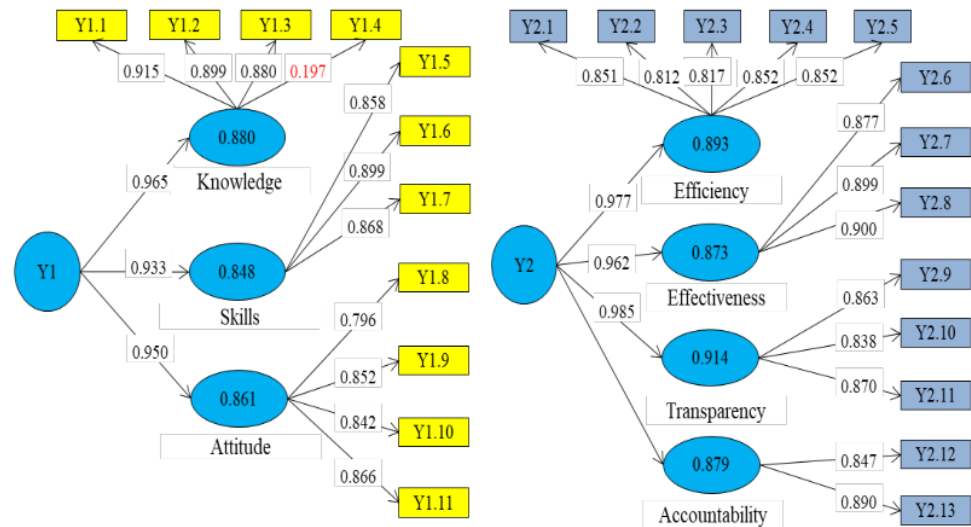 Y1.1 Y1.2 Y1.3 Y1.4
0.915 0.899 0.880 0.197
Y1.5
0.858
0.880
Knowledge
Y1.6
0.899
0.965
Y1.7
0.868
Y1
0.933
0.848
Skills
Y1.8
0.796
0.950
Y1.9
0.852
0.861
Attitude
0.842
Y1.10
0.866
Y1.11
Y2.1 Y2.2 Y2.3 Y2.4 Y2.5
0.851 0.812 0.817 0.852 0.852
Y2.6
0.877
0.893
Efficiency
Y2.7
0.899
0.977
Y2.8
0.900
Y2
0.962
0.873
Effectiveness
Y2.9
0.863
0.985
0.838
Y2.10
0.914
Transparency
0.870
Y2.11
0.879
Accountability
0.847
Y2.12
0.890
Y2.13